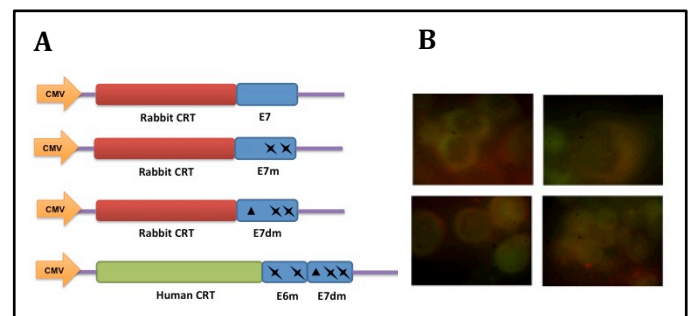 A
B
CMV
Rabbit CRT E7
CMV
Rabbit CRT E7m
CMV
Rabbit CRT E7dm
CMV
Human CRT E6m E7dm